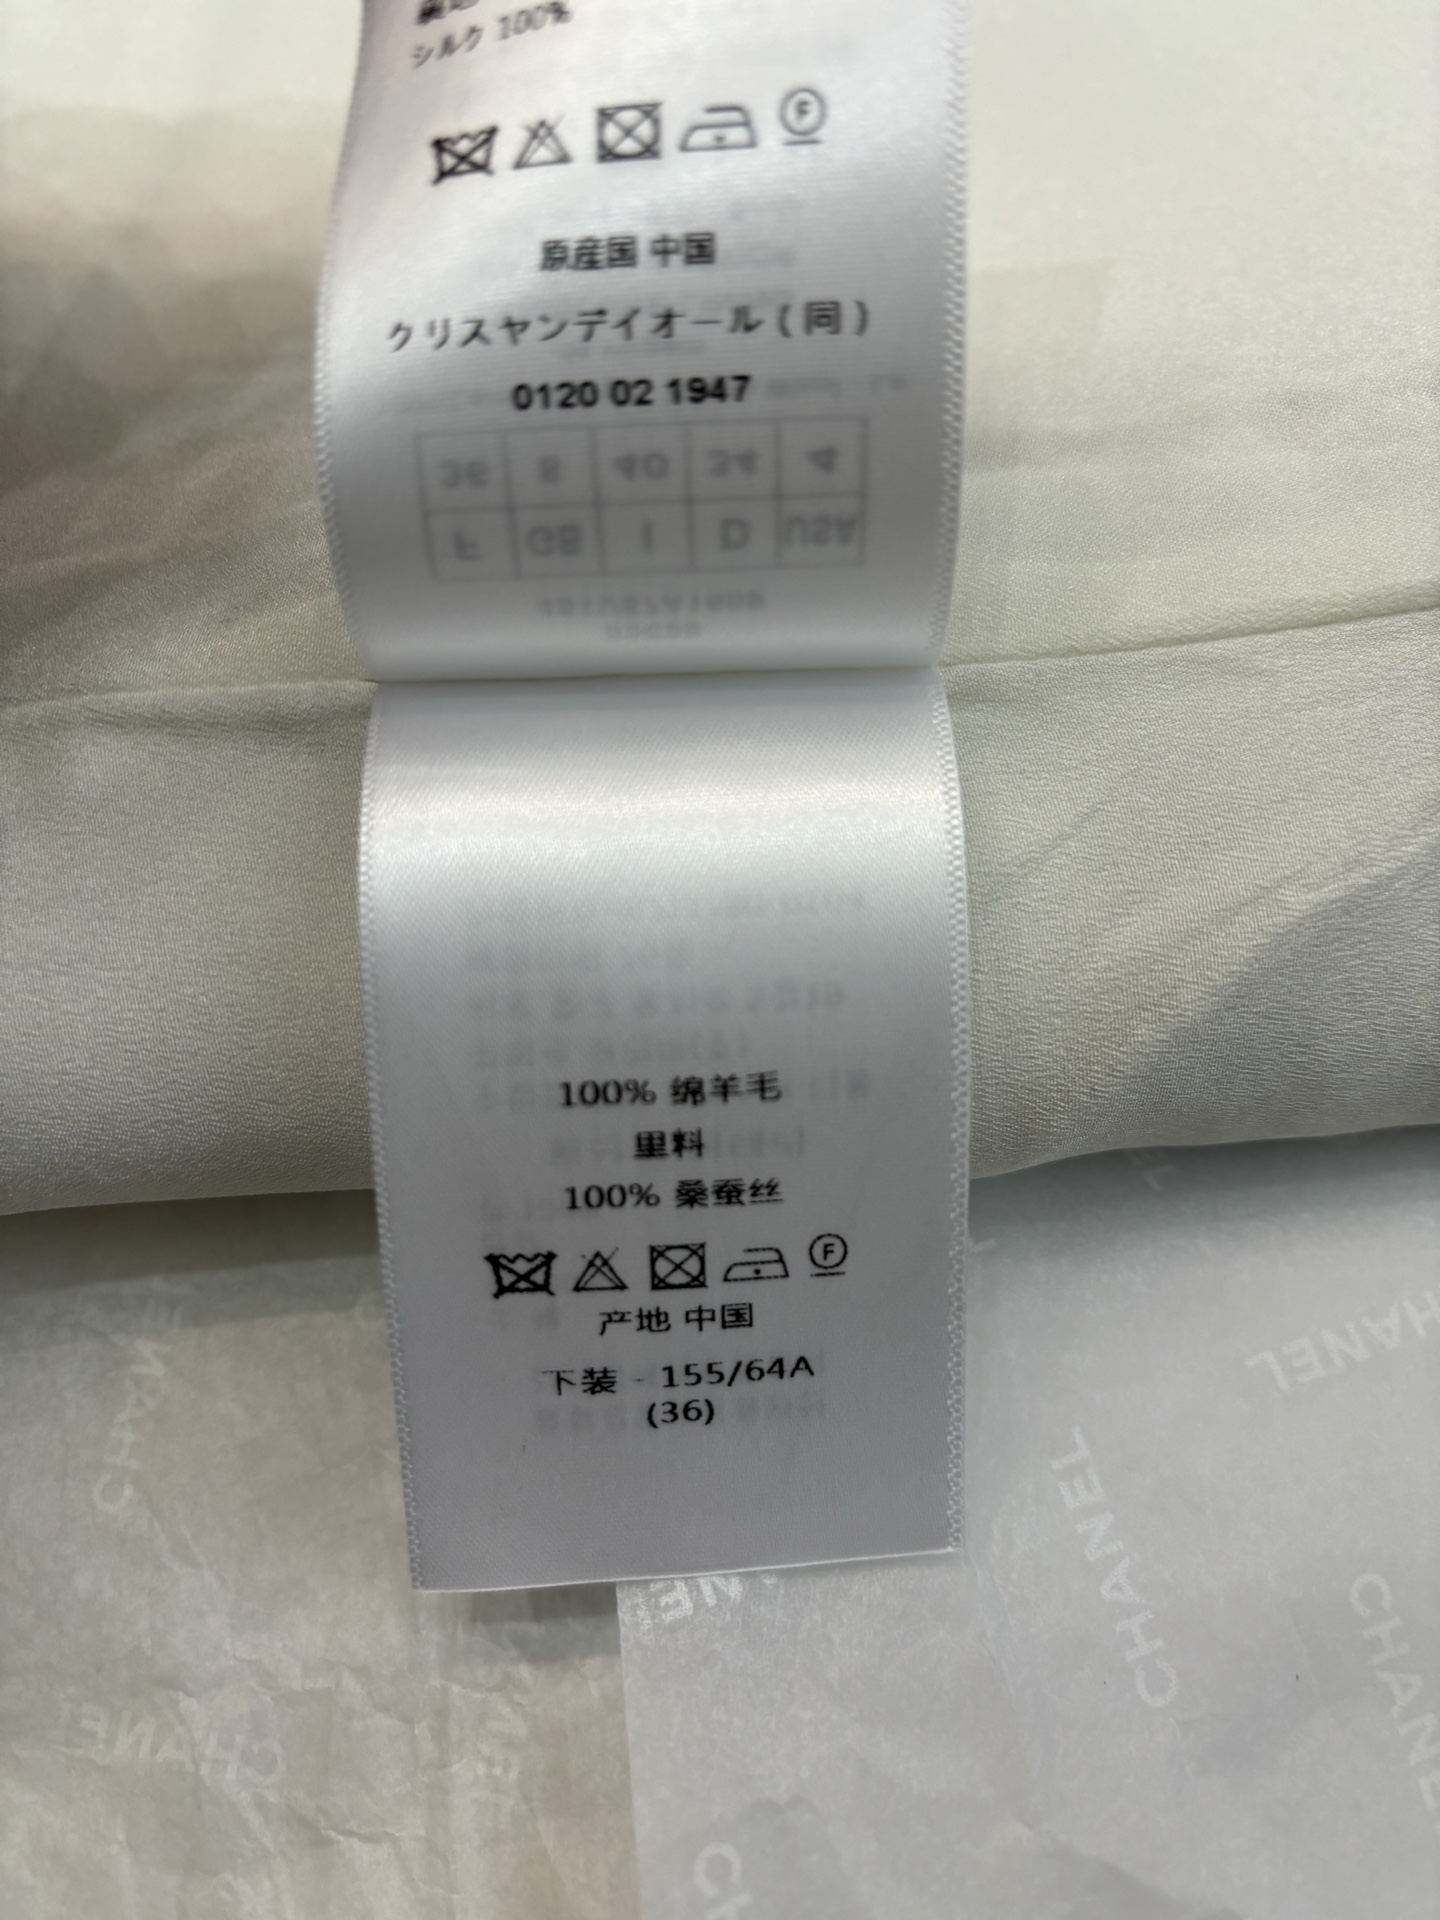 シルク 100%
F
原産国 中国
クリスヤンデイオール(同)
0120 02 1947
36 8 40 34 4
F GB I D USA
100% 绵羊毛
里料
100% 桑蚕丝
F
产地 中国
下装 - 155/64A
(36)
CHANEL
CHANEL
CHANEL
CHANEL